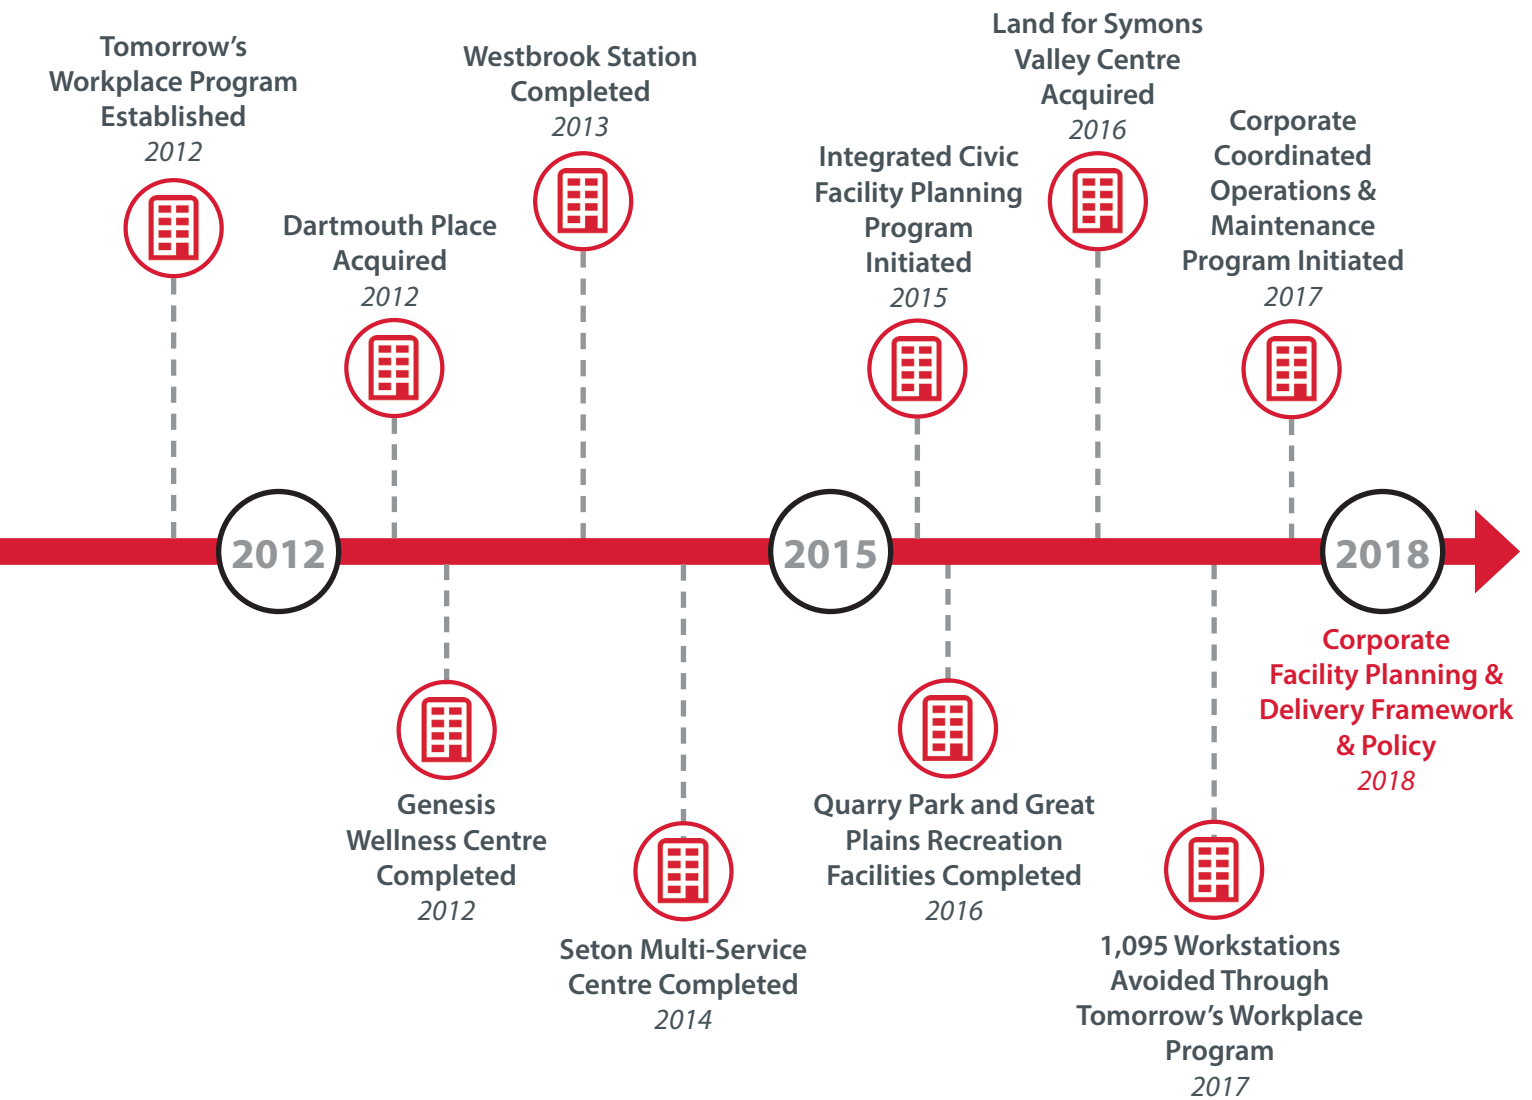 Tomorrow's
Workplace Program
Established
2012
Dartmouth Place
Acquired
2012
Westbrook Station
Completed
2013
Integrated Civic
Facility Planning
Program
Initiated
2015
Land for Symons
Valley Centre
Acquired
2016
Corporate
Coordinated
Operations &
Maintenance
Program Initiated
2017
2012
2015
2018
Genesis
Wellness Centre
Completed
2012
Seton Multi-Service
Centre Completed
2014
Quarry Park and Great
Plains Recreation
Facilities Completed
2016
1,095 Workstations
Avoided Through
Tomorrow's Workplace
Program
2017
Corporate
Facility Planning &
Delivery Framework
& Policy
2018